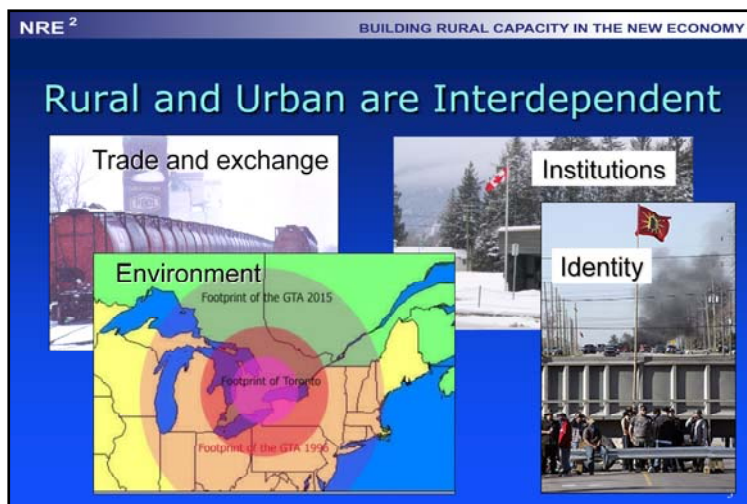 NRE 2
BUILDING RURAL CAPACITY IN THE NEW ECONOMY
Rural and Urban are Interdependent
Trade and exchange
Institutions
Environment
Identity
Footprint of the GTA 2015
Footprint of Toronto
Footprint of the GTA 1996